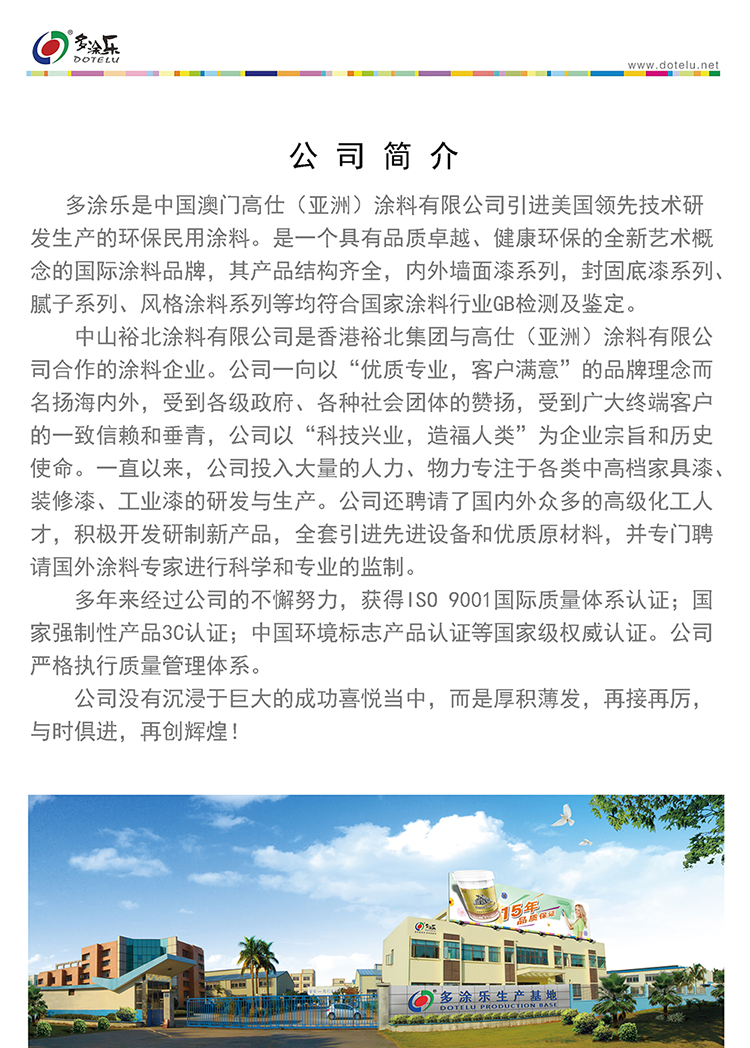 多涂乐
DOTELU
www.dotelu.net
公司简介
多涂乐是中国澳门高仕（亚洲）涂料有限公司引进美国领先技术研
发生产的环保民用涂料。是一个具有品质卓越、健康环保的全新艺术概
念的国际涂料品牌，其产品结构齐全，内外墙面漆系列，封固底漆系列、
腻子系列、风格涂料系列等均符合国家涂料行业GB检测及鉴定。
中山裕北涂料有限公司是香港裕北集团与高仕（亚洲）涂料有限公
司合作的涂料企业。公司一向以“优质专业，客户满意”的品牌理念而
名扬海内外，受到各级政府、各种社会团体的赞扬，受到广大终端客户
的一致信赖和垂青，公司以“科技兴业，造福人类”为企业宗旨和历史
使命。一直以来，公司投入大量的人力、物力专注于各类中高档家具漆、
装修漆、工业漆的研发与生产。公司还聘请了国内外众多的高级化工人
才，积极开发研制新产品，全套引进先进设备和优质原材料，并专门聘
请国外涂料专家进行科学和专业的监制。
多年来经过公司的不懈努力，获得ISO 9001国际质量体系认证；国
家强制性产品3C认证；中国环境标志产品认证等国家级权威认证。公司
严格执行质量管理体系。
公司没有沉浸于巨大的成功喜悦当中，而是厚积薄发，再接再厉，
与时俱进，再创辉煌！
15年
品质保证
多涂乐
多涂乐生产基地
DOTELU PRODUCTION BASE